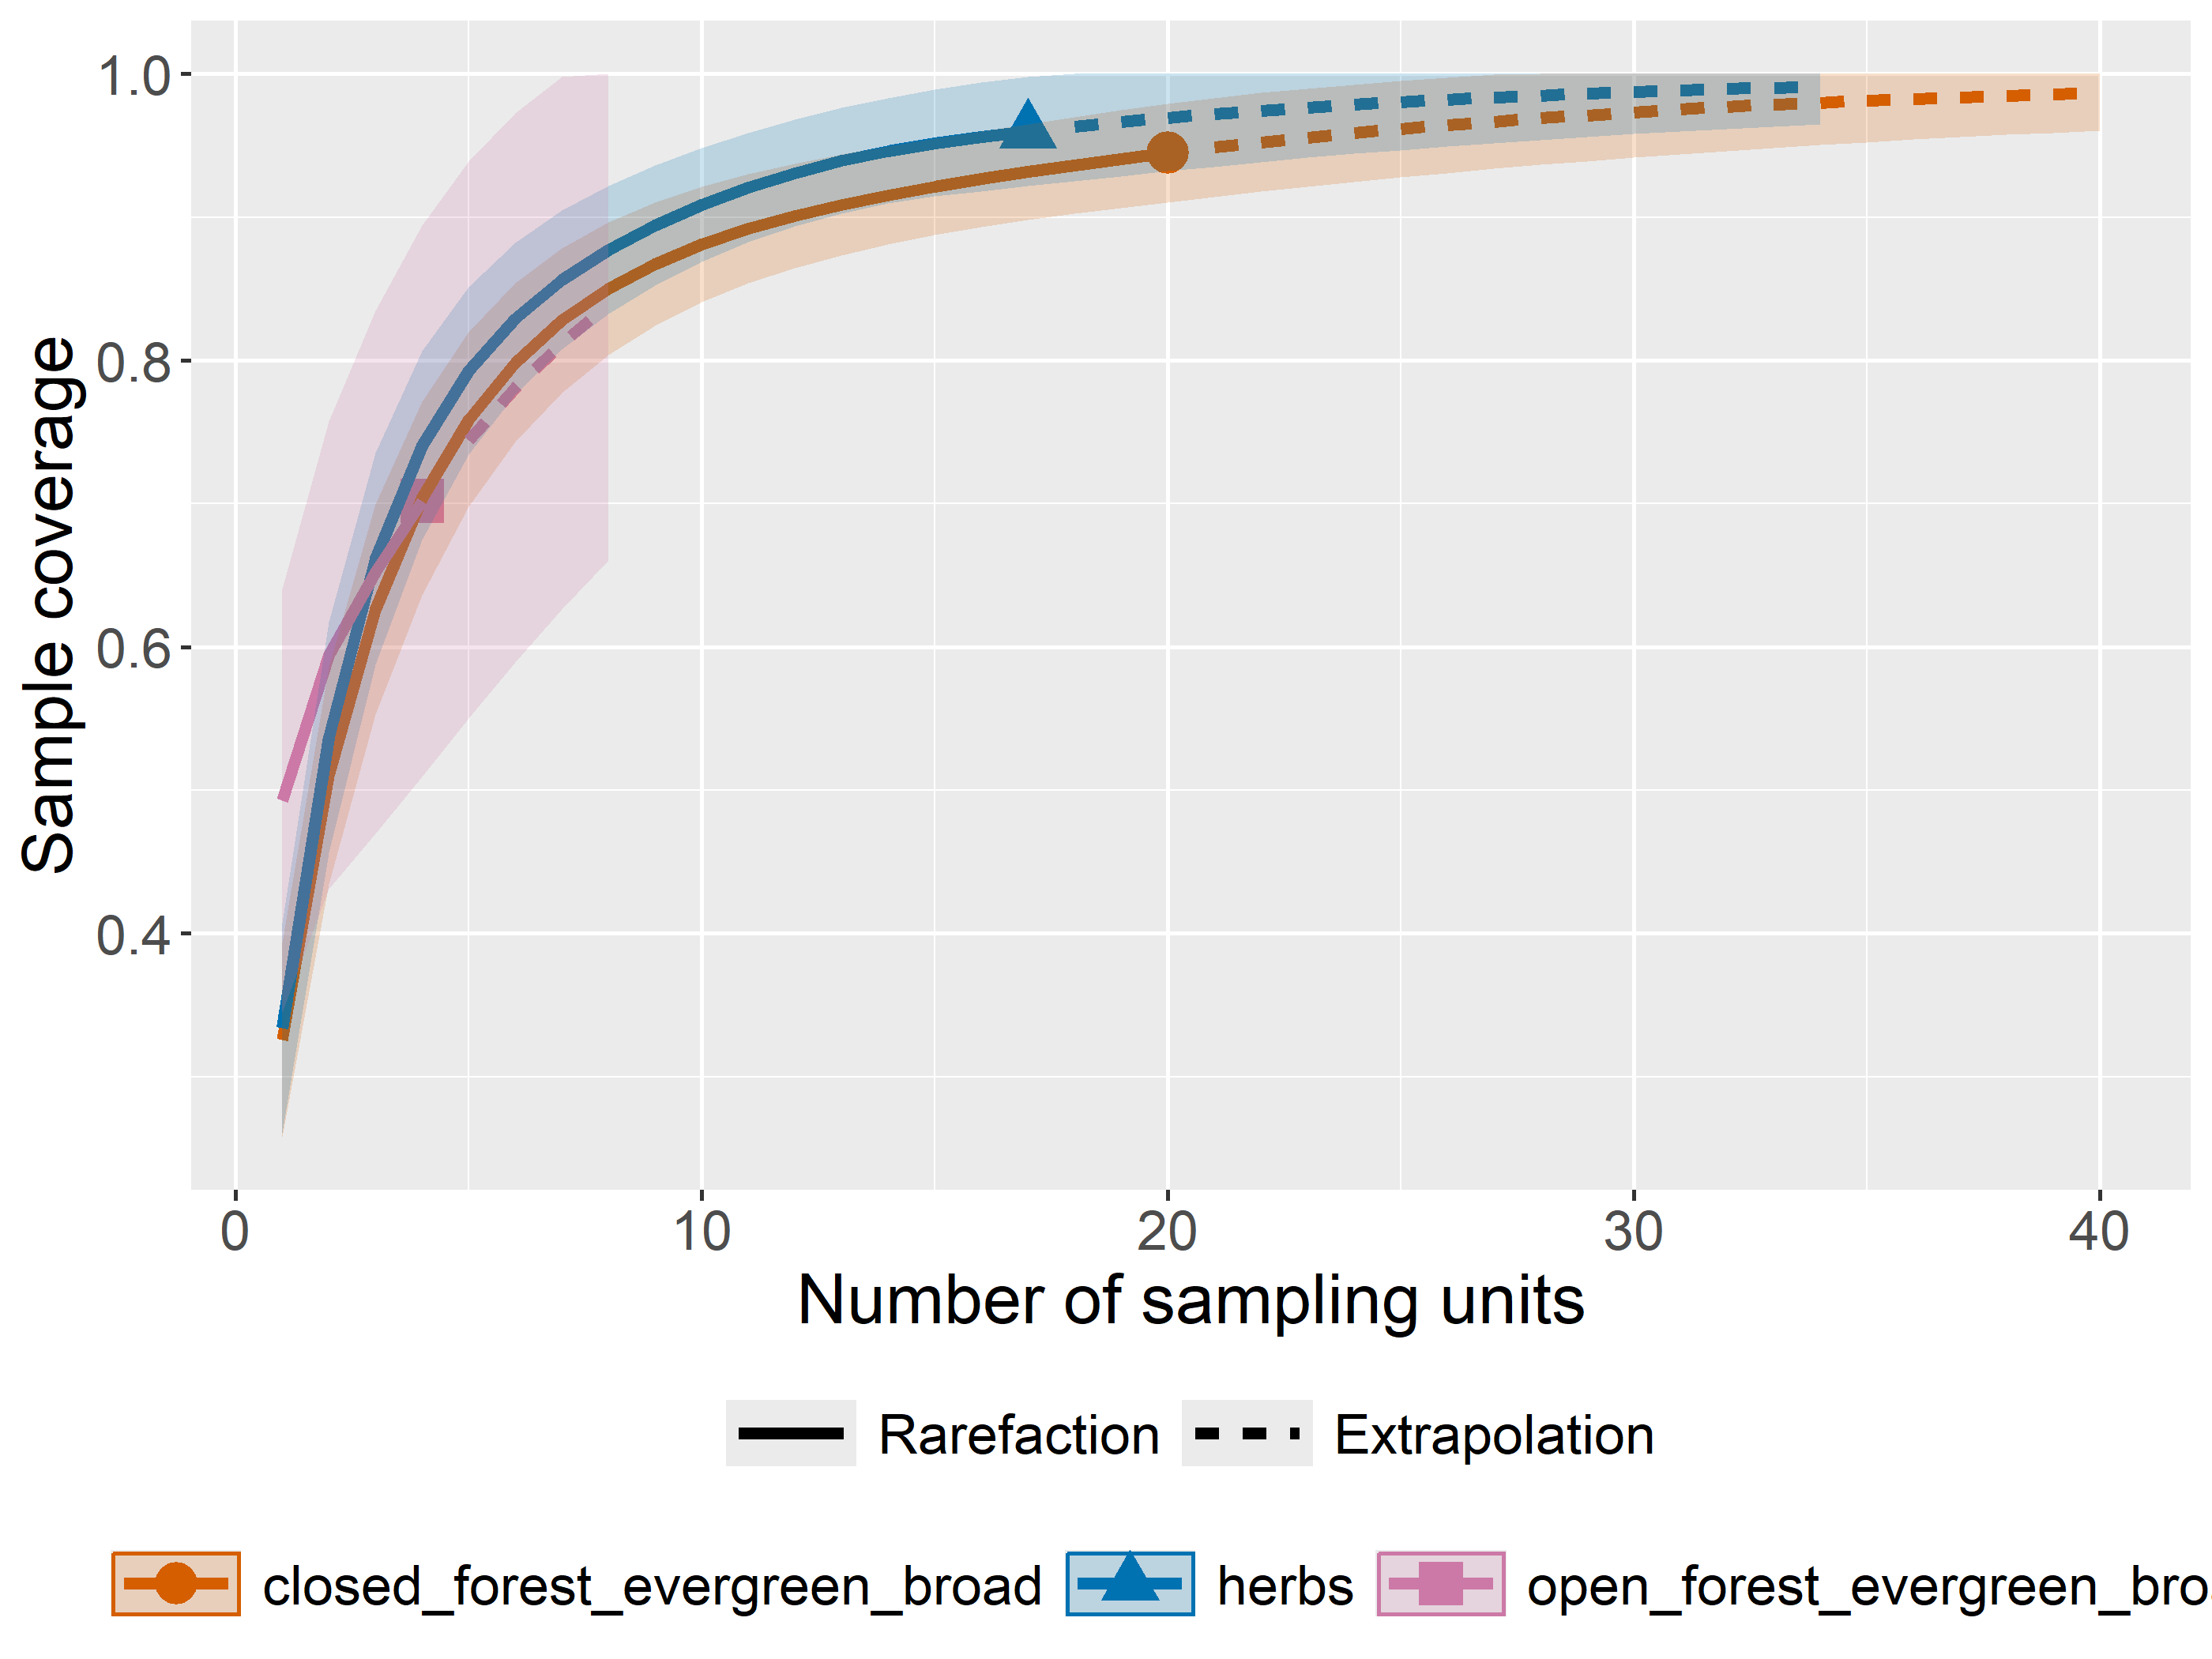 1.0
0.8
0.6
0.4
Sample coverage
0 10 20 30 40
Number of sampling units
Rarefaction Extrapolation
closed_forest_evergreen_broad herbs open_forest_evergreen_bro